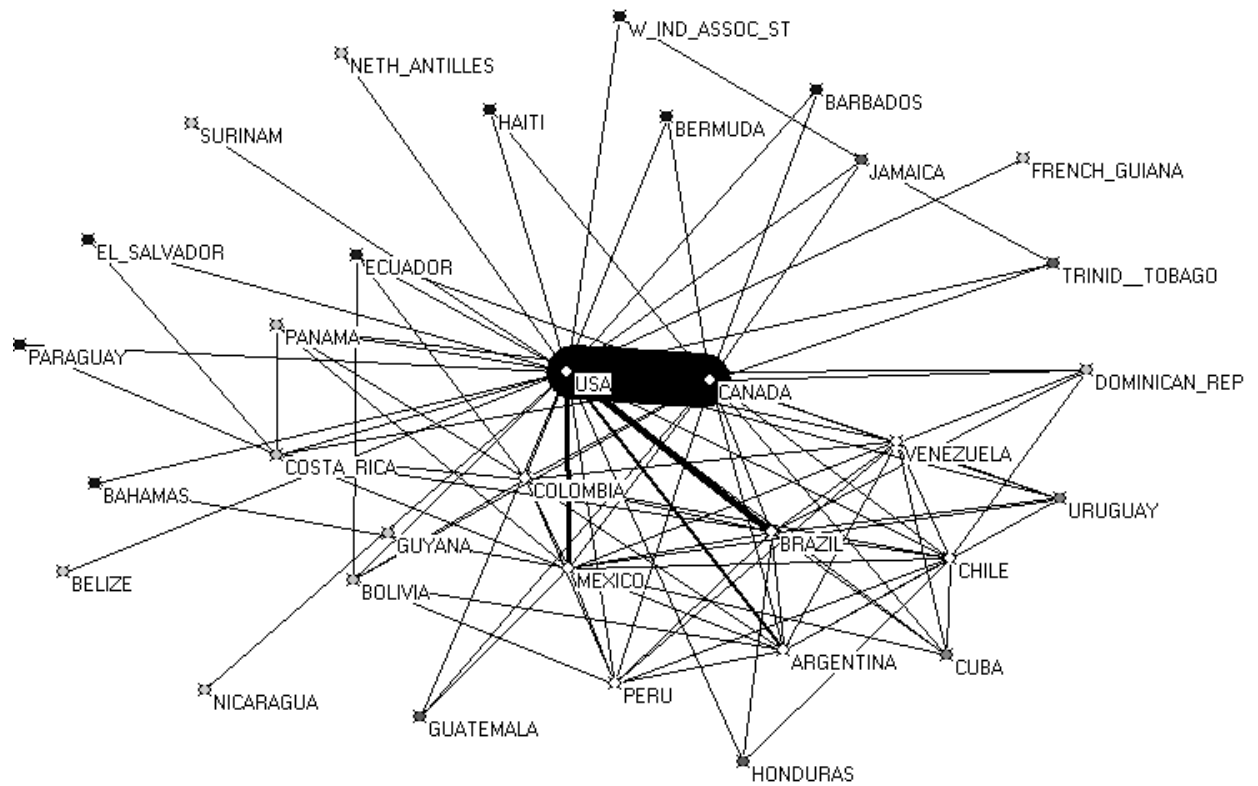 W_IND_ASSOC_ST
NETH_ANTILLES
BARBADOS
HAITI
BERMUDA
SURINAM
JAMAICA
FRENCH_GUIANA
EL_SALVADOR
ECUADOR
TRINID__TOBAGO
PANAMA
PARAGUAY
USA
CANADA
DOMINICAN_REP
VENEZUELA
COSTA_RICA
COLOMBIA
BAHAMAS
URUGUAY
GUYANA
BRAZIL
CHILE
MEXICO
BELIZE
BOLIVIA
ARGENTINA
CUBA
PERU
NICARAGUA
GUATEMALA
HONDURAS